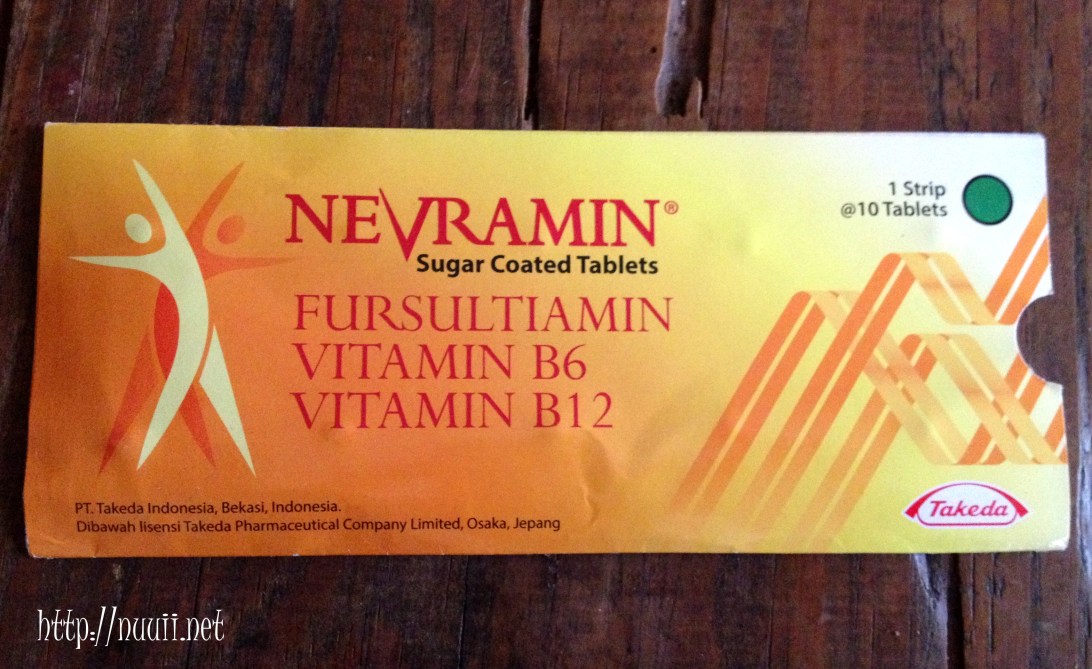 NEVRAMIN®
Sugar Coated Tablets
FURSULTIAMIN
VITAMIN B6
VITAMIN B12
1 Strip
@10 Tablets
PT. Takeda Indonesia, Bekasi, Indonesia.
Dibawah lisensi Takeda Pharmaceutical Company Limited, Osaka, Jepang
Takeda
http://nuuii.net